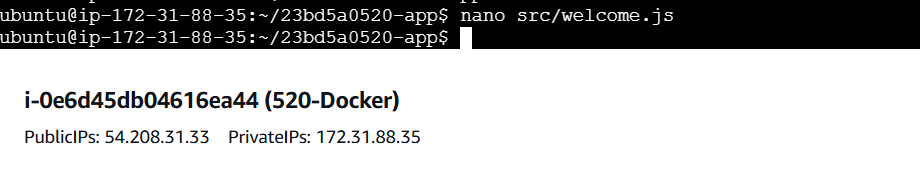 ubuntu@ip-172-31-88-35:~/23bd5a0520-app$ nano src/welcome.js
ubuntu@ip-172-31-88-35:~/23bd5a0520-app$
i-0e6d45db04616ea44 (520-Docker)
PublicIPs: 54.208.31.33 PrivateIPs: 172.31.88.35